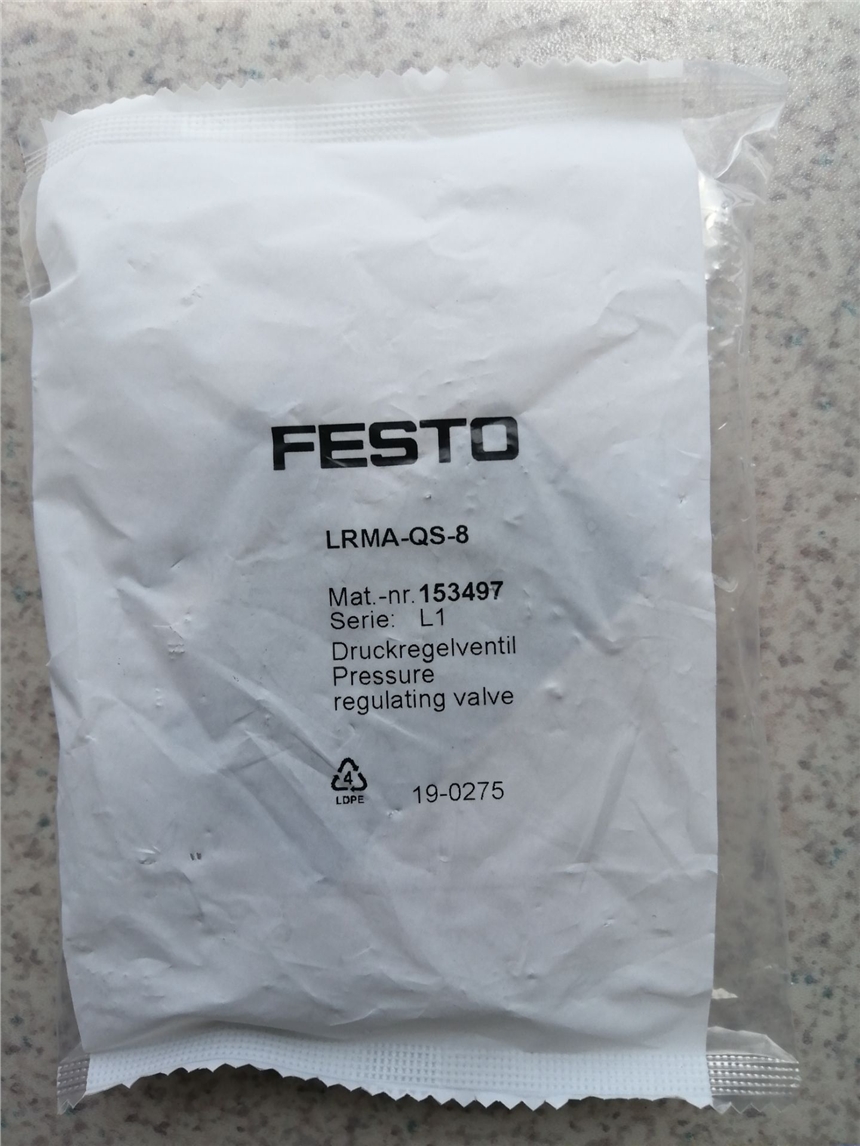 FESTO
LRMA-QS-8
Mat.-nr.153497
Serie: L1
Druckregelventil
Pressure
regulating valve
4
LDPE
19-0275